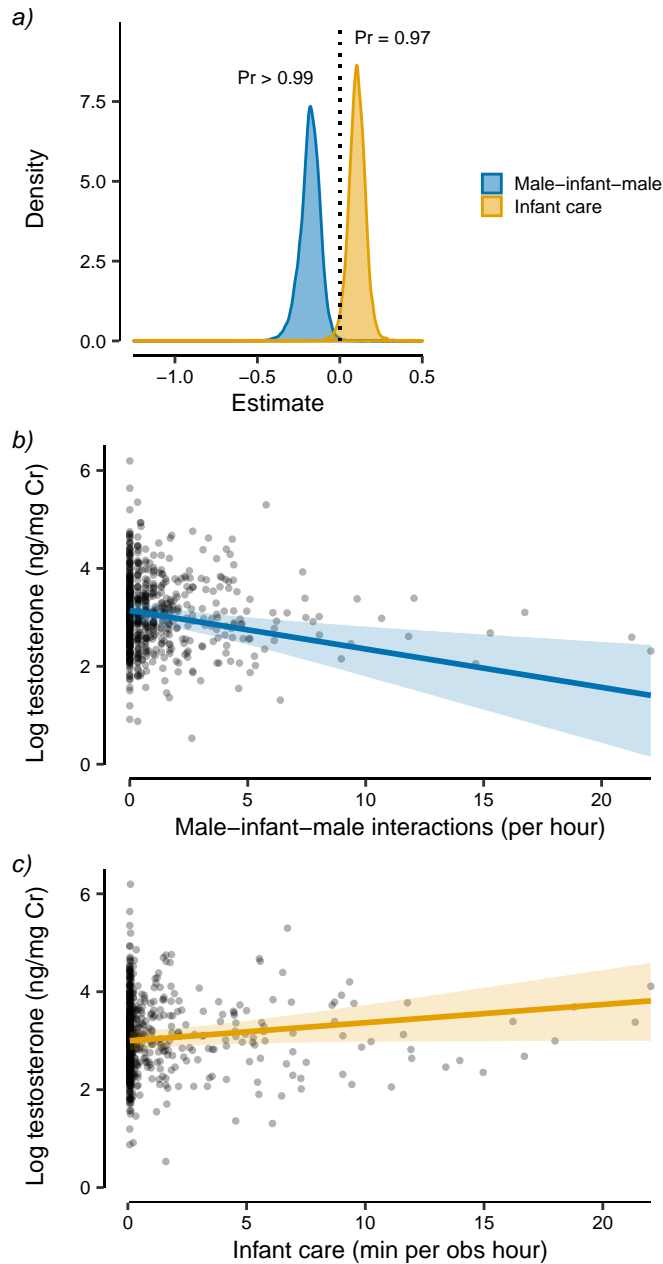 a)
Pr = 0.97
Pr > 0.99
7.5
5.0
2.5
0.0
Density
−1.0
−0.5
0.0
0.5
Estimate
Male−infant−male
Infant care
b)
6
4
2
0
Log testosterone (ng/mg Cr)
0
5
10
15
20
Male−infant−male interactions (per hour)
c)
6
4
2
0
Log testosterone (ng/mg Cr)
0
5
10
15
20
Infant care (min per obs hour)